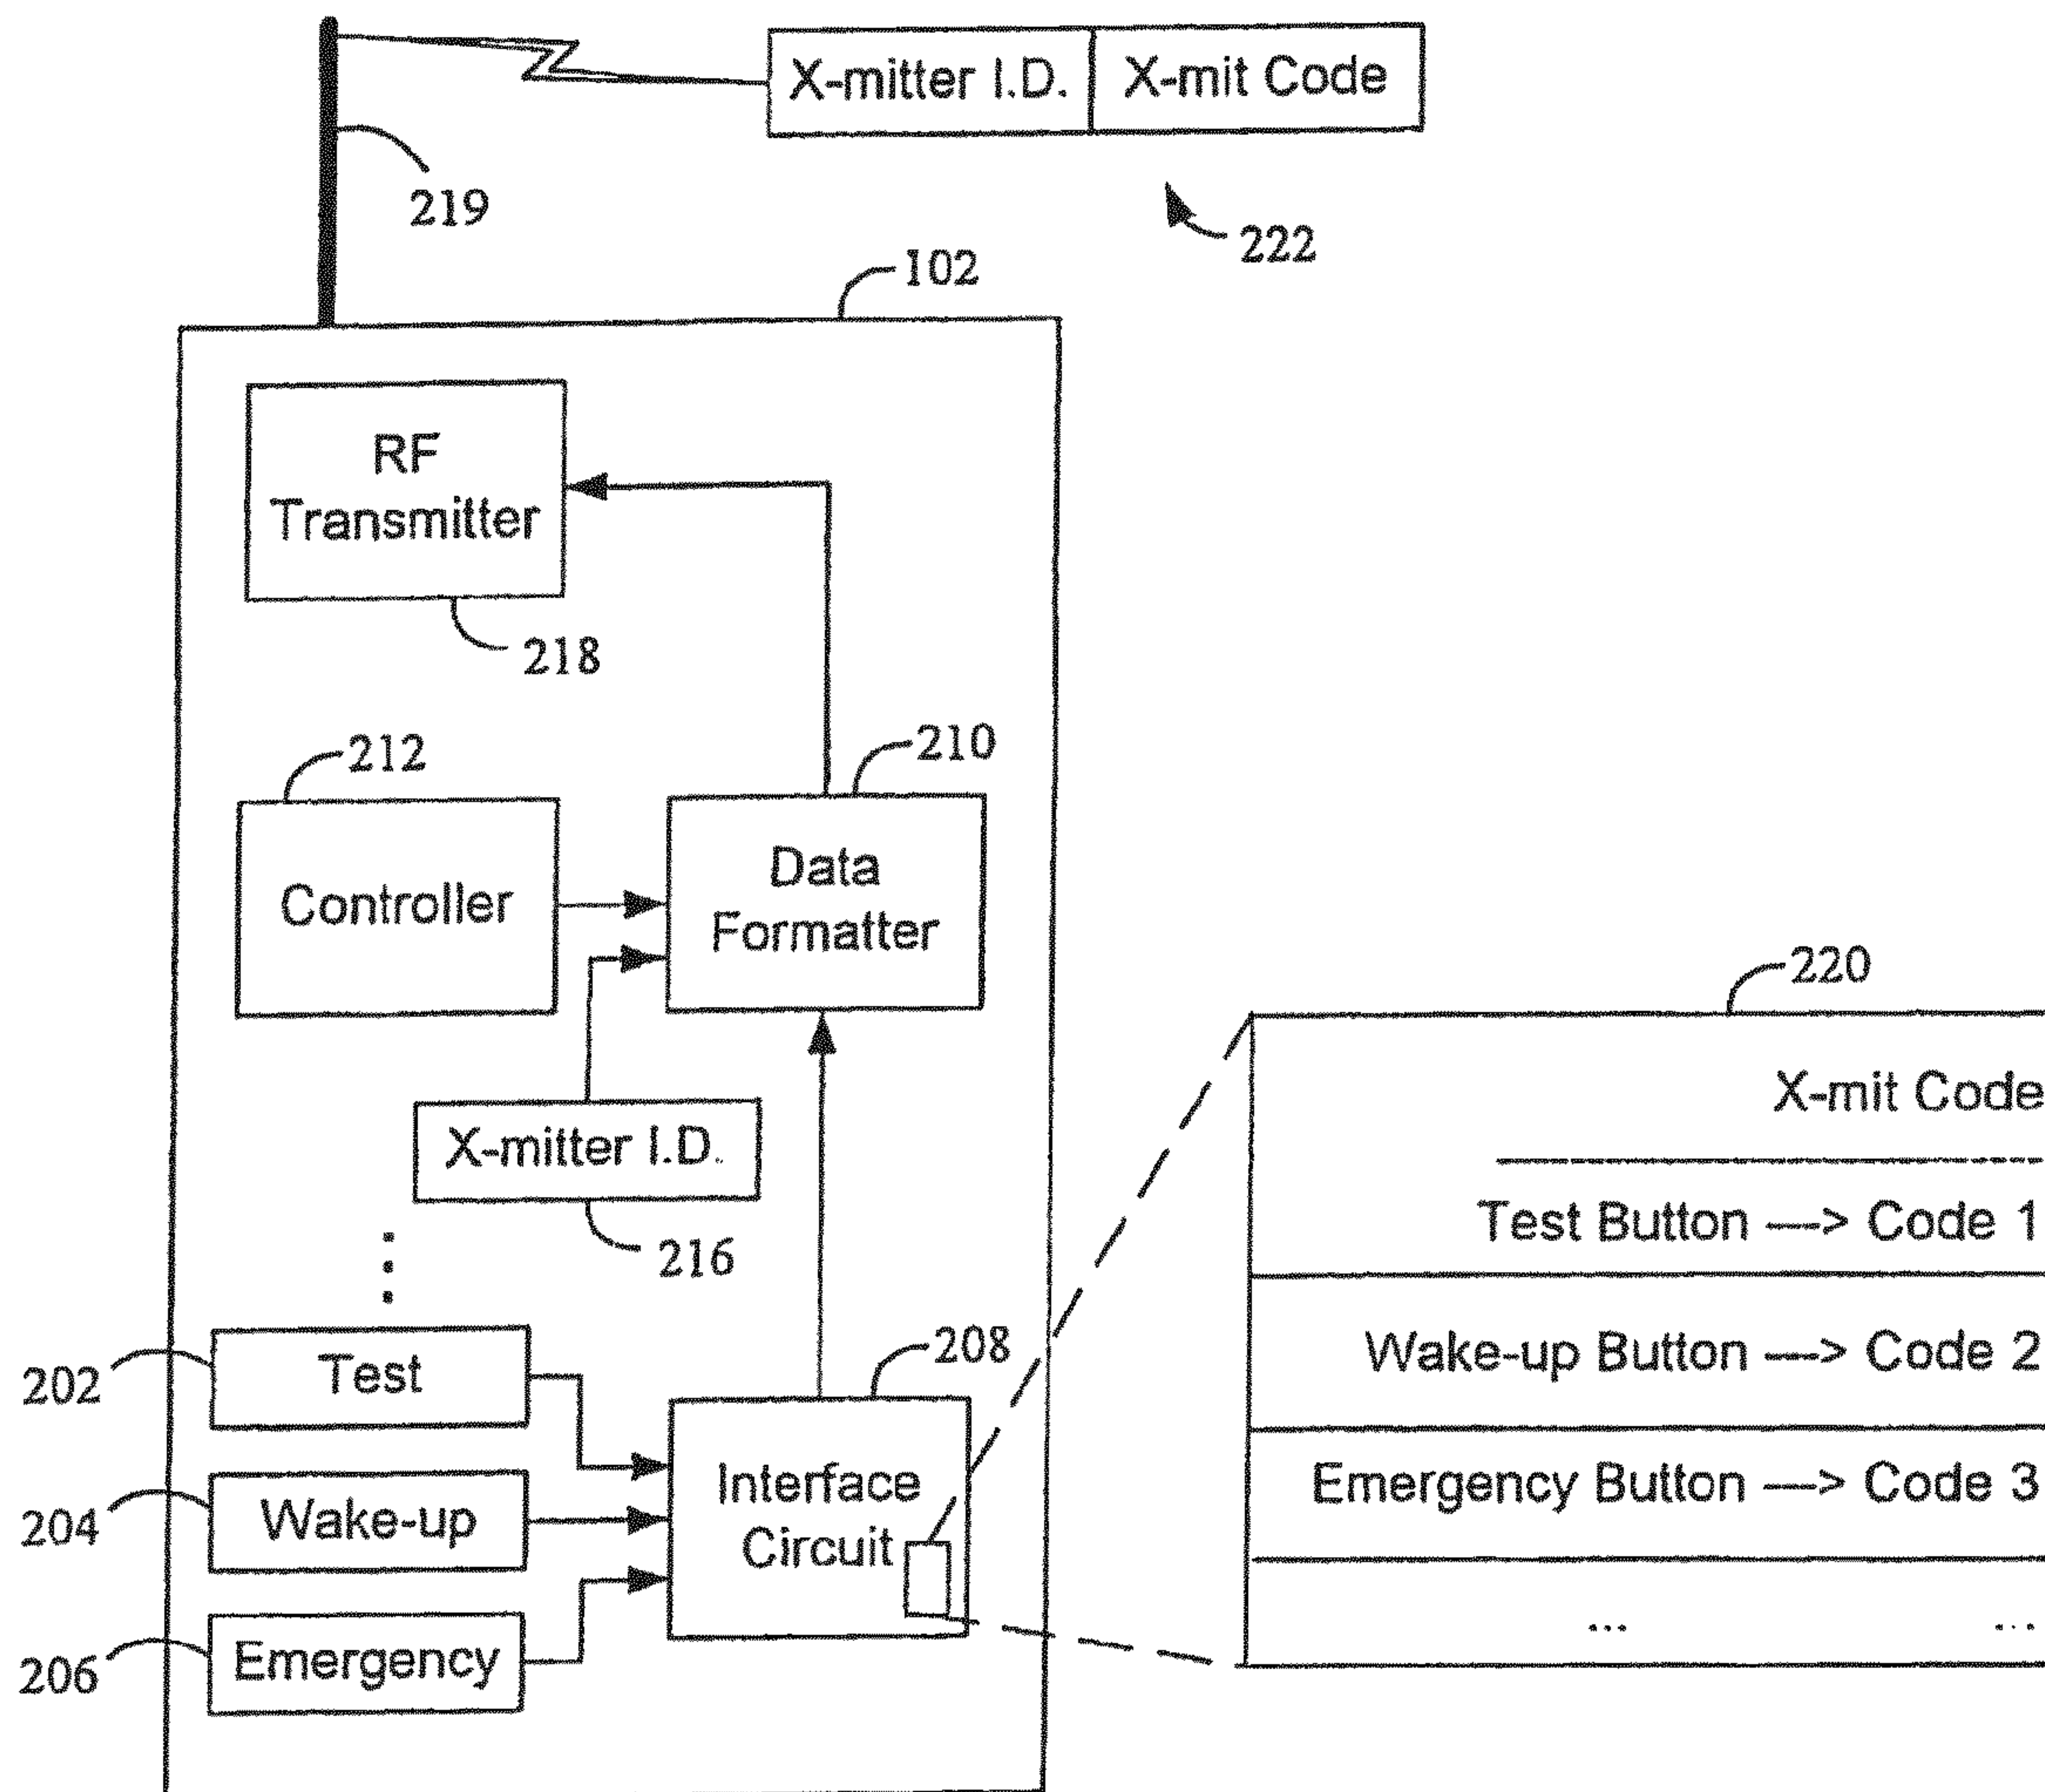 X-mitter I.D. X-mit Code
219
222
102
RF
Transmitter
218
212
210
Controller
Data
Formatter
220
X-mit Code
X-mitter I.D.
216
Test Button —> Code 1
208
202
Test
Wake-up Button —> Code 2
204
Wake-up
Interface
Circuit
Emergency Button —> Code 3
206
Emergency
... ...